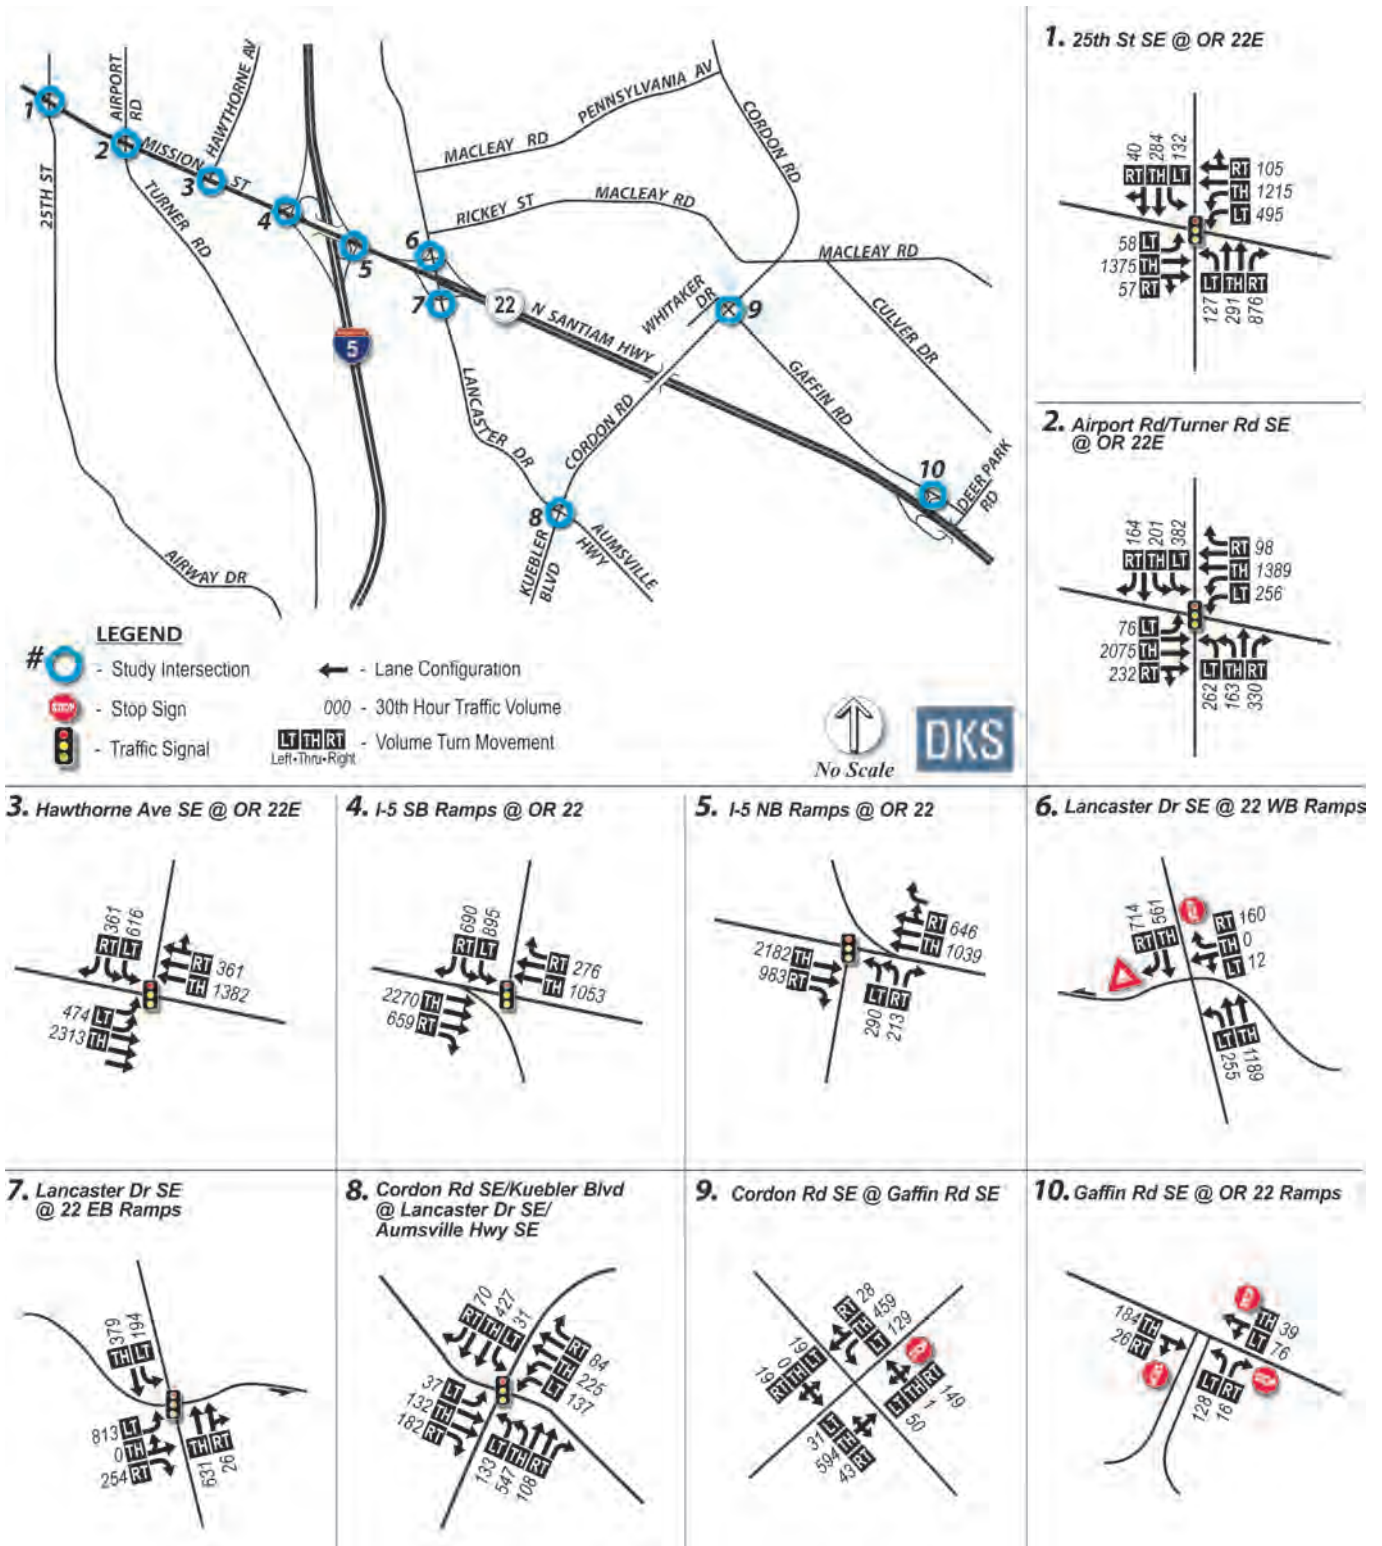 1
2
3
4
5
6
7
8
9
10
25TH ST
AIRPORT
RD
HAWTHORNE AV
MISSION
ST
TURNER RD
AIRWAY DR
5
22
N SANTIAM HWY
MACLEAY RD
PENNSYLVANIA AV
RICKEY ST
MACLEAY RD
CORDON RD
MACLEAY RD
WHITAKER
DR
CULVER DR
GAFFIN RD
LANCASTER DR
CORDON RD
KUEBLER
BLVD
AUMSVILLE
HWY
DEER PARK
RD
LEGEND
# - Study Intersection
STOP - Stop Sign
- Traffic Signal
- Lane Configuration
000 - 30th Hour Traffic Volume
LT TH RT - Volume Turn Movement
Left•Thru•Right
No Scale
DKS
1. 25th St SE @ OR 22E
40 284 132
RT TH LT
RT 105
TH 1215
LT 495
58 LT
1375 TH
57 RT
LT TH RT
127 291 876
2. Airport Rd/Turner Rd SE
@ OR 22E
164 201 382
RT TH LT
RT 98
TH 1389
LT 256
76 LT
2075 TH
232 RT
LT TH RT
262 163 330
3. Hawthorne Ave SE @ OR 22E
361 616
RT LT
RT 361
TH 1382
474 LT
2313 TH
4. I-5 SB Ramps @ OR 22
690 895
RT LT
RT 276
TH 1053
2270 TH
659 RT
5. I-5 NB Ramps @ OR 22
RT 646
TH 1039
2182 TH
983 RT
LT RT
290 213
6. Lancaster Dr SE @ 22 WB Ramps
714 561
RT TH
RT 160
TH 0
LT 12
LT TH
255 1189
7. Lancaster Dr SE
@ 22 EB Ramps
379 194
TH LT
813 LT
0 TH
254 RT
TH RT
631 26
8. Cordon Rd SE/Kuebler Blvd
@ Lancaster Dr SE/
Aumsville Hwy SE
70 427 31
RT TH LT
RT 84
TH 225
LT 137
37 LT
132 TH
182 RT
LT TH RT
133 547 108
9. Cordon Rd SE @ Gaffin Rd SE
28 459 129
RT TH LT
19 0 19
RT TH LT
LT TH RT
50 1 149
31 LT
594 TH
43 RT
10. Gaffin Rd SE @ OR 22 Ramps
184 TH
26 RT
TH 39
LT 76
STOP
LT RT
128 16